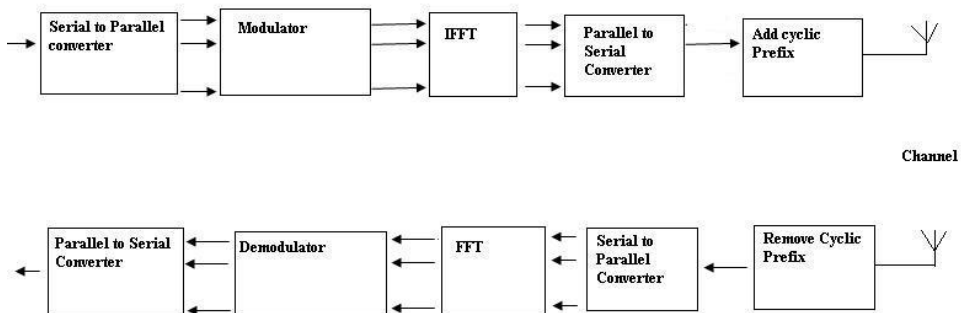 Serial to Parallel
converter
Modulator
IFFT
Parallel to
Serial
Converter
Add cyclic
Prefix
Channel
Parallel to Serial
Converter
Demodulator
FFT
Serial to
Parallel
Converter
Remove Cyclic
Prefix